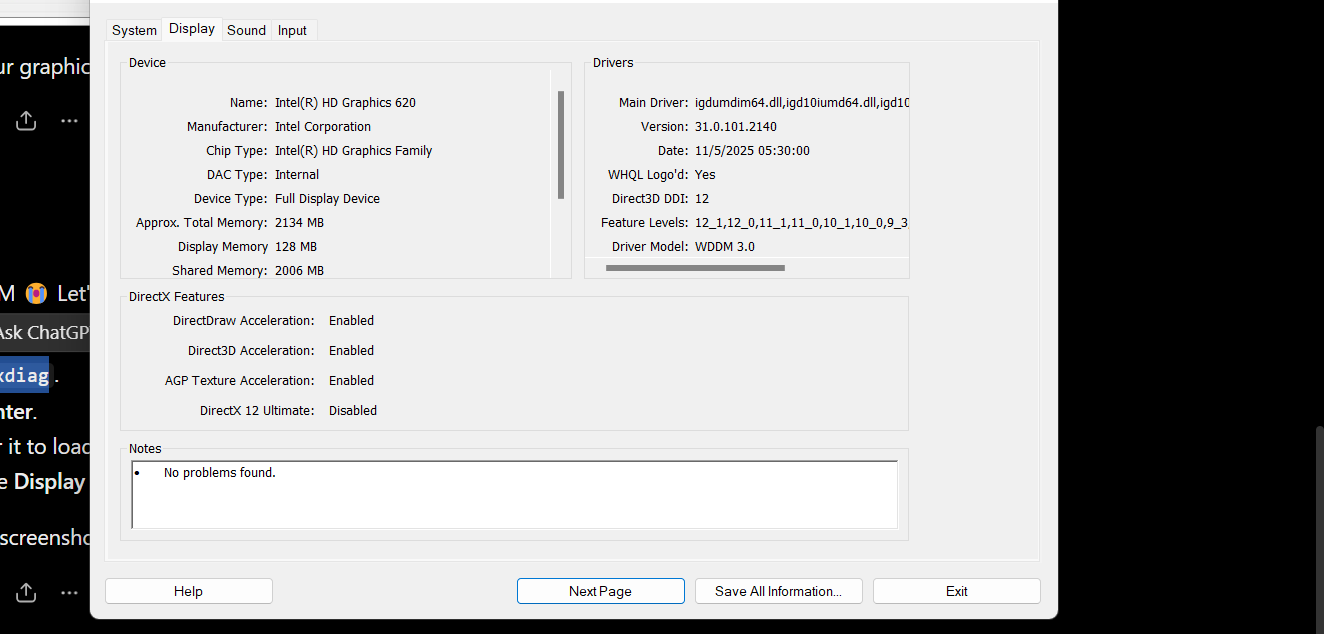 System Display Sound Input
Device
Name: Intel(R) HD Graphics 620
Manufacturer: Intel Corporation
Chip Type: Intel(R) HD Graphics Family
DAC Type: Internal
Device Type: Full Display Device
Approx. Total Memory: 2134 MB
Display Memory 128 MB
Shared Memory: 2006 MB
Drivers
Main Driver: igdumdim64.dll,igd10iumd64.dll,igd10
Version: 31.0.101.2140
Date: 11/5/2025 05:30:00
WHQL Logo'd: Yes
Direct3D DDI: 12
Feature Levels: 12_1,12_0,11_1,11_0,10_1,10_0,9_3
Driver Model: WDDM 3.0
DirectX Features
DirectDraw Acceleration: Enabled
Direct3D Acceleration: Enabled
AGP Texture Acceleration: Enabled
DirectX 12 Ultimate: Disabled
Notes
• No problems found.
Help Next Page Save All Information... Exit
ur graphic
M 😭 Let'
Ask ChatGP
xdiag.
nter.
r it to load
e Display
screensho